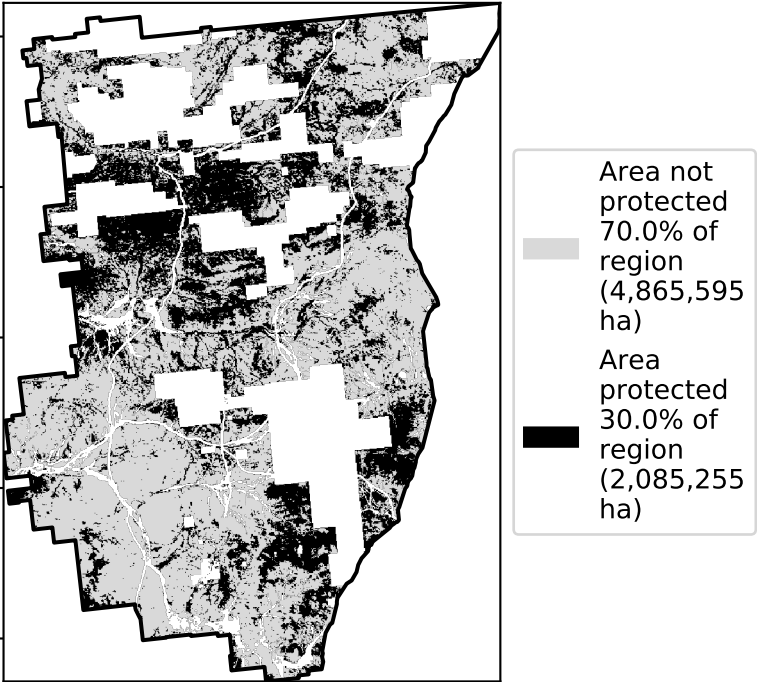 Area not
protected
70.0% of
region
(4,865,595
ha)
Area
protected
30.0% of
region
(2,085,255
ha)